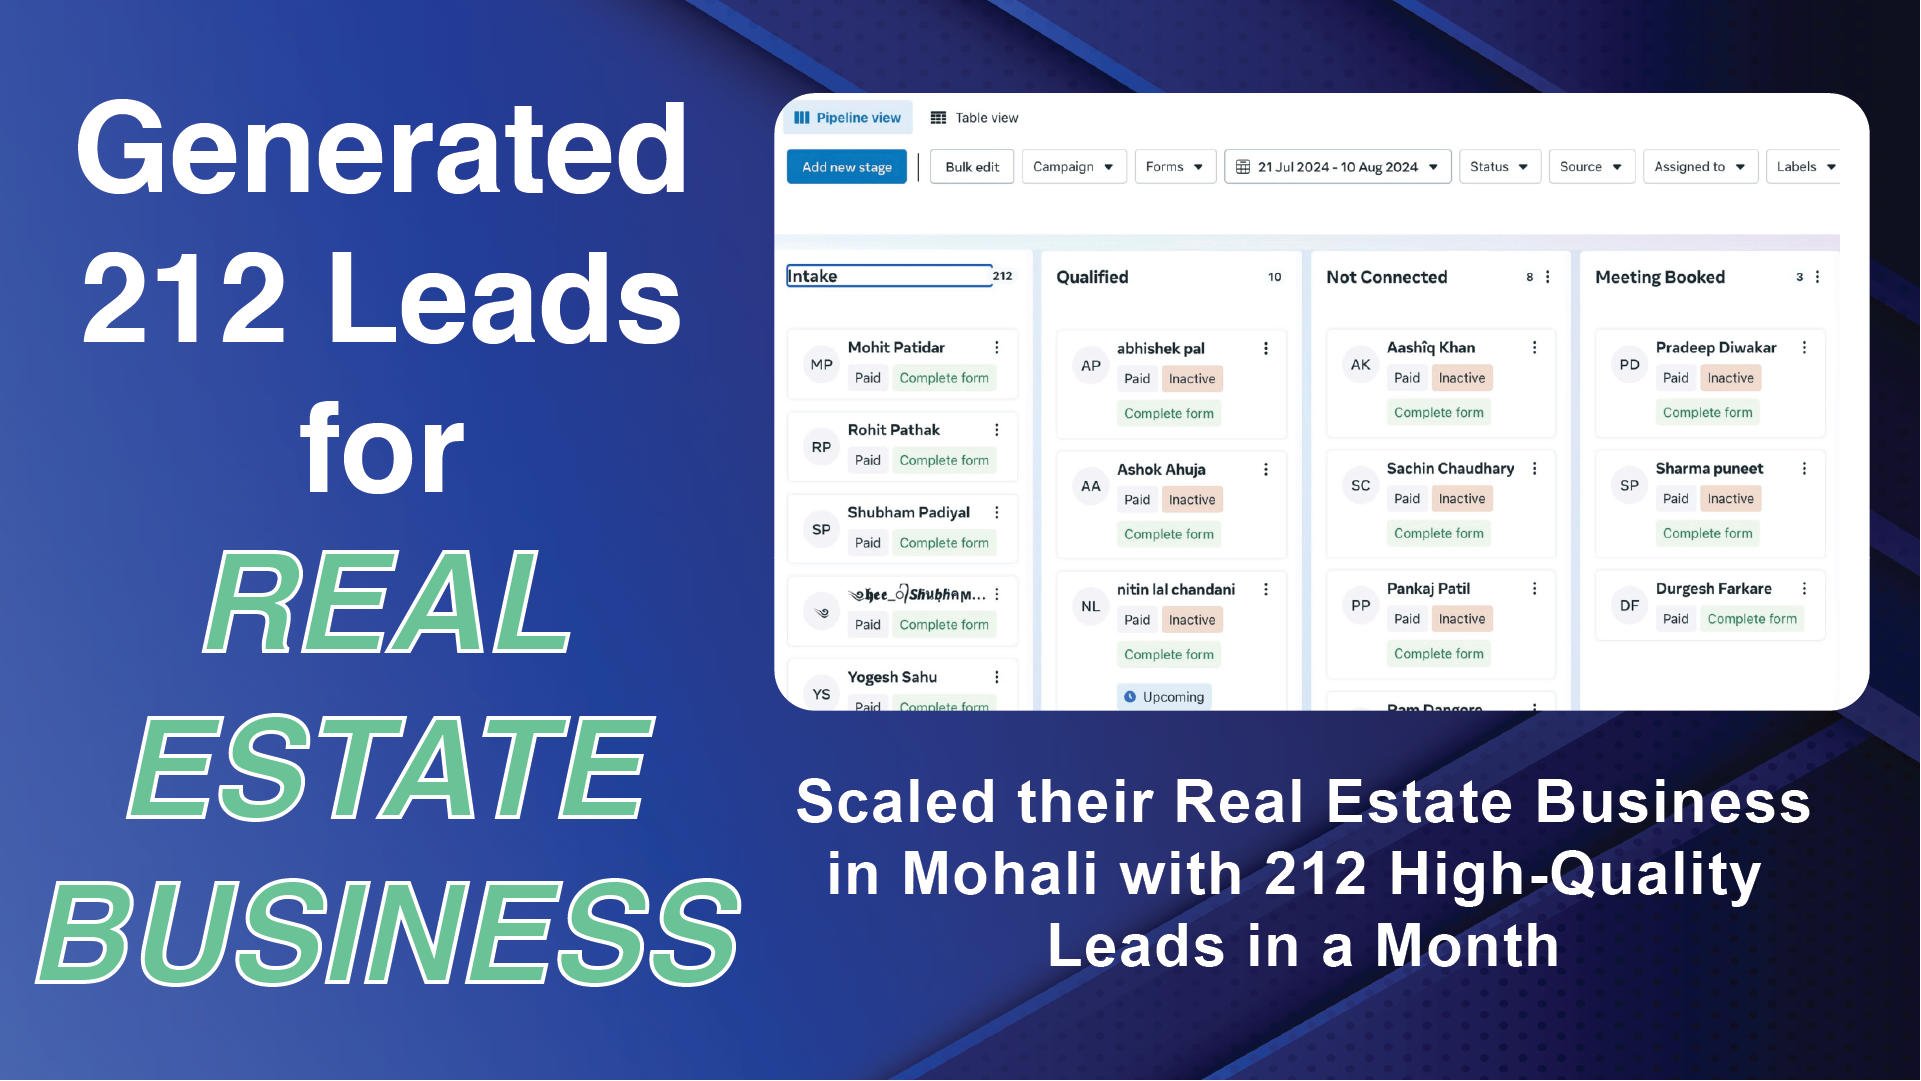 Generated
212 Leads
for
REAL
ESTATE
BUSINESS
Pipeline view
Table view
Add new stage
Bulk edit
Campaign
Forms
21 Jul 2024 - 10 Aug 2024
Status
Source
Assigned to
Labels
Intake 212
MP
Mohit Patidar
Paid Complete form
RP
Rohit Pathak
Paid Complete form
SP
Shubham Padiyal
Paid Complete form
Paid Complete form
YS
Yogesh Sahu
Paid Complete form
Qualified 10
AP
abhishek pal
Paid Inactive
Complete form
AA
Ashok Ahuja
Paid Inactive
Complete form
NL
nitin lal chandani
Paid Inactive
Complete form
Upcoming
Not Connected 8
AK
Aashîq Khan
Paid Inactive
Complete form
SC
Sachin Chaudhary
Paid Inactive
Complete form
PP
Pankaj Patil
Paid Inactive
Complete form
Ram Dangore
Meeting Booked 3
PD
Pradeep Diwakar
Paid Inactive
Complete form
SP
Sharma puneet
Paid Inactive
Complete form
DF
Durgesh Farkare
Paid Complete form
Scaled their Real Estate Business
in Mohali with 212 High-Quality
Leads in a Month